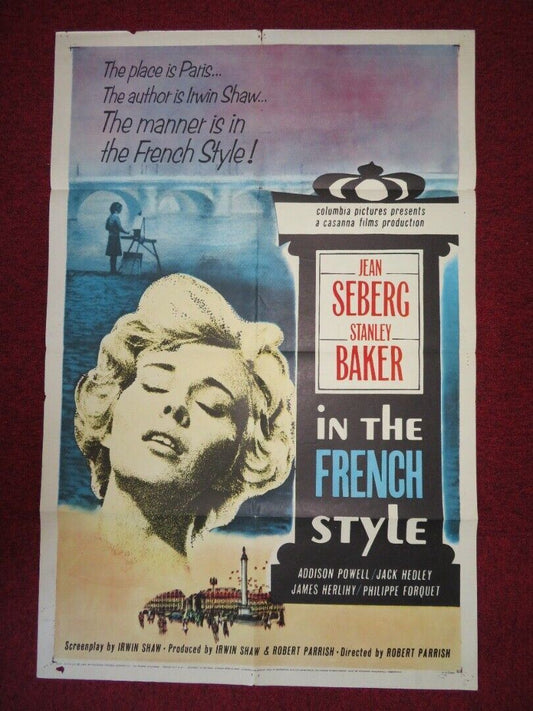 The place is Paris...
The author is Irwin Shaw...
The manner is in
the French Style!
columbia pictures presents
a casanna films production
JEAN
SEBERG
STANLEY
BAKER
in the
FRENCH
style
ADDISON POWELL/JACK HEDLEY
JAMES HERLIHY/PHILIPPE FORQUET
Screenplay by IRWIN SHAW · Produced by IRWIN SHAW & ROBERT PARRISH · Directed by ROBERT PARRISH